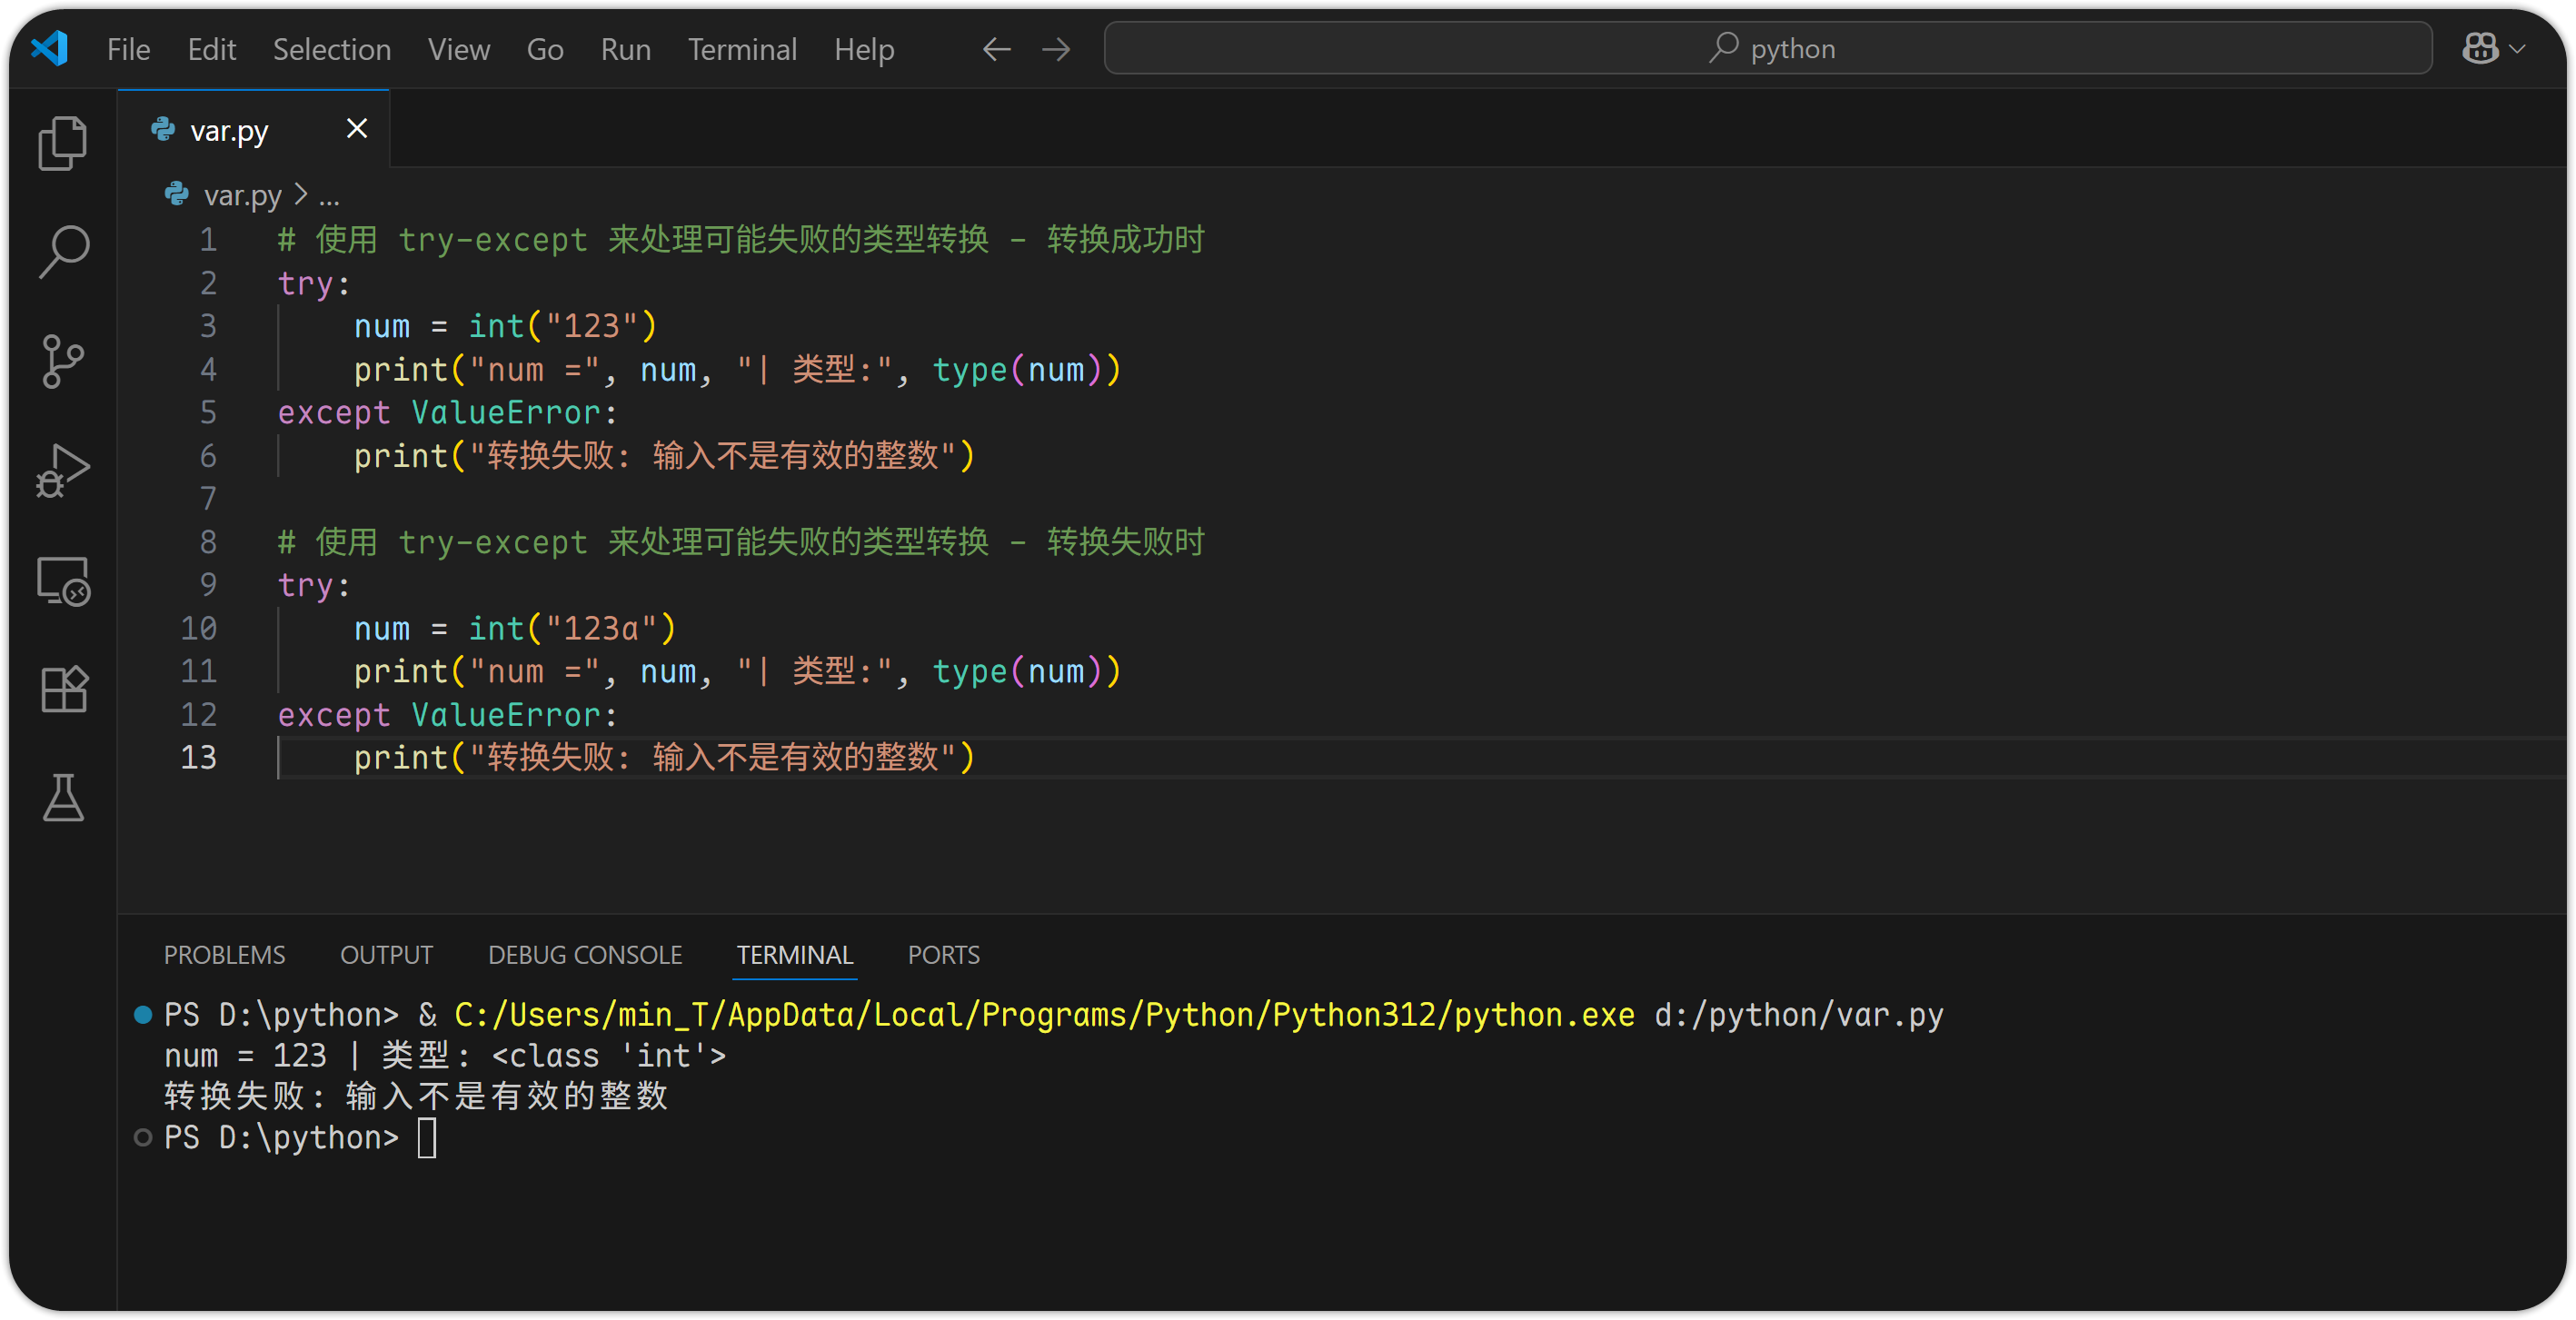 File Edit Selection View Go Run Terminal Help python
var.py
var.py > ...
1 # 使用 try-except 来处理可能失败的类型转换 - 转换成功时
2 try:
3     num = int("123")
4     print("num =", num, "| 类型:", type(num))
5 except ValueError:
6     print("转换失败: 输入不是有效的整数")
7
8 # 使用 try-except 来处理可能失败的类型转换 - 转换失败时
9 try:
10     num = int("123a")
11     print("num =", num, "| 类型:", type(num))
12 except ValueError:
13     print("转换失败: 输入不是有效的整数")
PROBLEMS OUTPUT DEBUG CONSOLE TERMINAL PORTS
PS D:\python> & C:/Users/min_T/AppData/Local/Programs/Python/Python312/python.exe d:/python/var.py
num = 123 | 类型: <class 'int'>
转换失败: 输入不是有效的整数
PS D:\python>